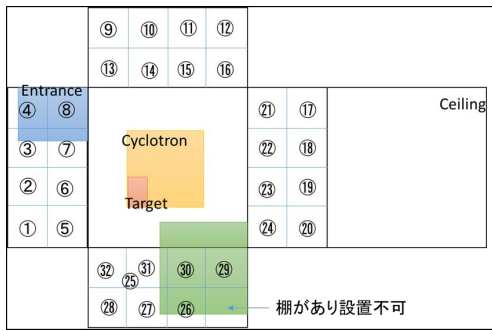 ⑨ ⑩ ⑪ ⑫
⑬ ⑭ ⑮ ⑯
Entrance
④ ⑧ ㉑ ⑰ Ceiling
③ ⑦ Cyclotron ㉒ ⑱
② ⑥ ㉓ ⑲
Target
① ⑤ ㉔ ⑳
㉜ ㉛ ㉚ ㉙
㉕
㉘ ㉗ ㉖ 棚があり設置不可